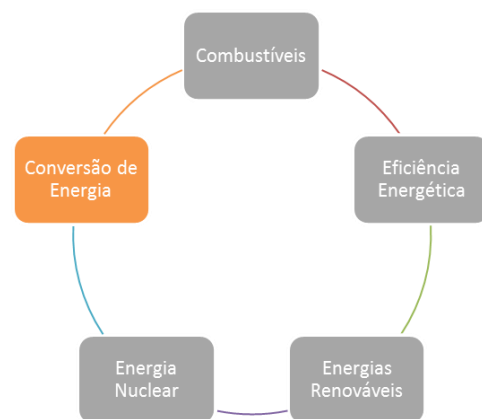 Combustíveis
Eficiência
Energética
Energias
Renováveis
Energia
Nuclear
Conversão de
Energia